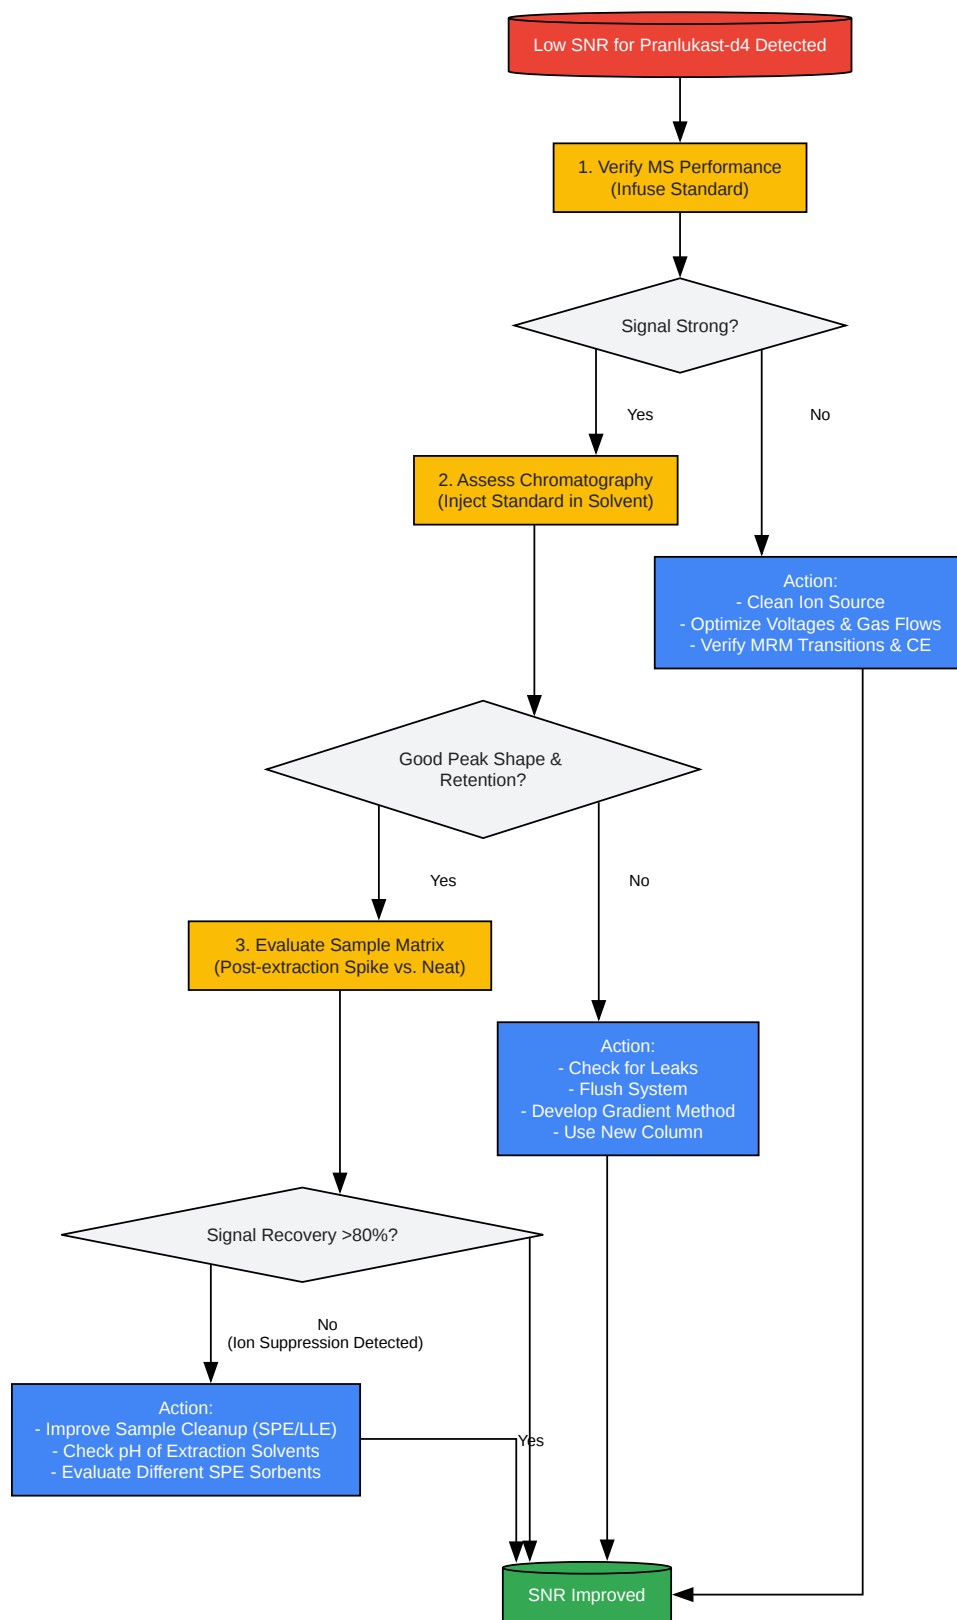 Low SNR for Pranlukast-d4 Detected
1. Verify MS Performance
(Infuse Standard)
Signal Strong?
Yes
No
2. Assess Chromatography
(Inject Standard in Solvent)
Action:
- Clean Ion Source
- Optimize Voltages & Gas Flows
- Verify MRM Transitions & CE
Good Peak Shape &
Retention?
Yes
No
3. Evaluate Sample Matrix
(Post-extraction Spike vs. Neat)
Action:
- Check for Leaks
- Flush System
- Develop Gradient Method
- Use New Column
Signal Recovery >80%?
No
(Ion Suppression Detected)
Action:
- Improve Sample Cleanup (SPE/LLE)
- Check pH of Extraction Solvents
- Evaluate Different SPE Sorbents
Yes
SNR Improved